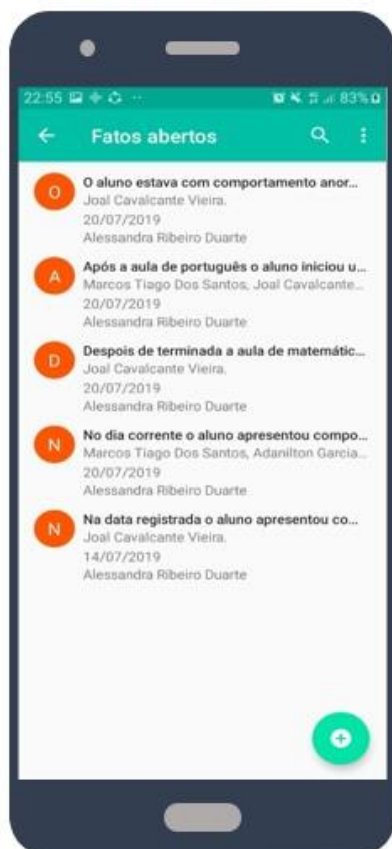 22:55 83%
Fatos abertos
O O aluno estava com comportamento anor...
Joal Cavalcante Vieira.
20/07/2019
Alessandra Ribeiro Duarte
A Após a aula de português o aluno iniciou u...
Marcos Tiago Dos Santos, Joal Cavalcante...
20/07/2019
Alessandra Ribeiro Duarte
D Despois de terminada a aula de matemátic...
Joal Cavalcante Vieira.
20/07/2019
Alessandra Ribeiro Duarte
N No dia corrente o aluno apresentou compo...
Marcos Tiago Dos Santos, Adanilton Garcia...
20/07/2019
Alessandra Ribeiro Duarte
N Na data registrada o aluno apresentou co...
Joal Cavalcante Vieira.
14/07/2019
Alessandra Ribeiro Duarte